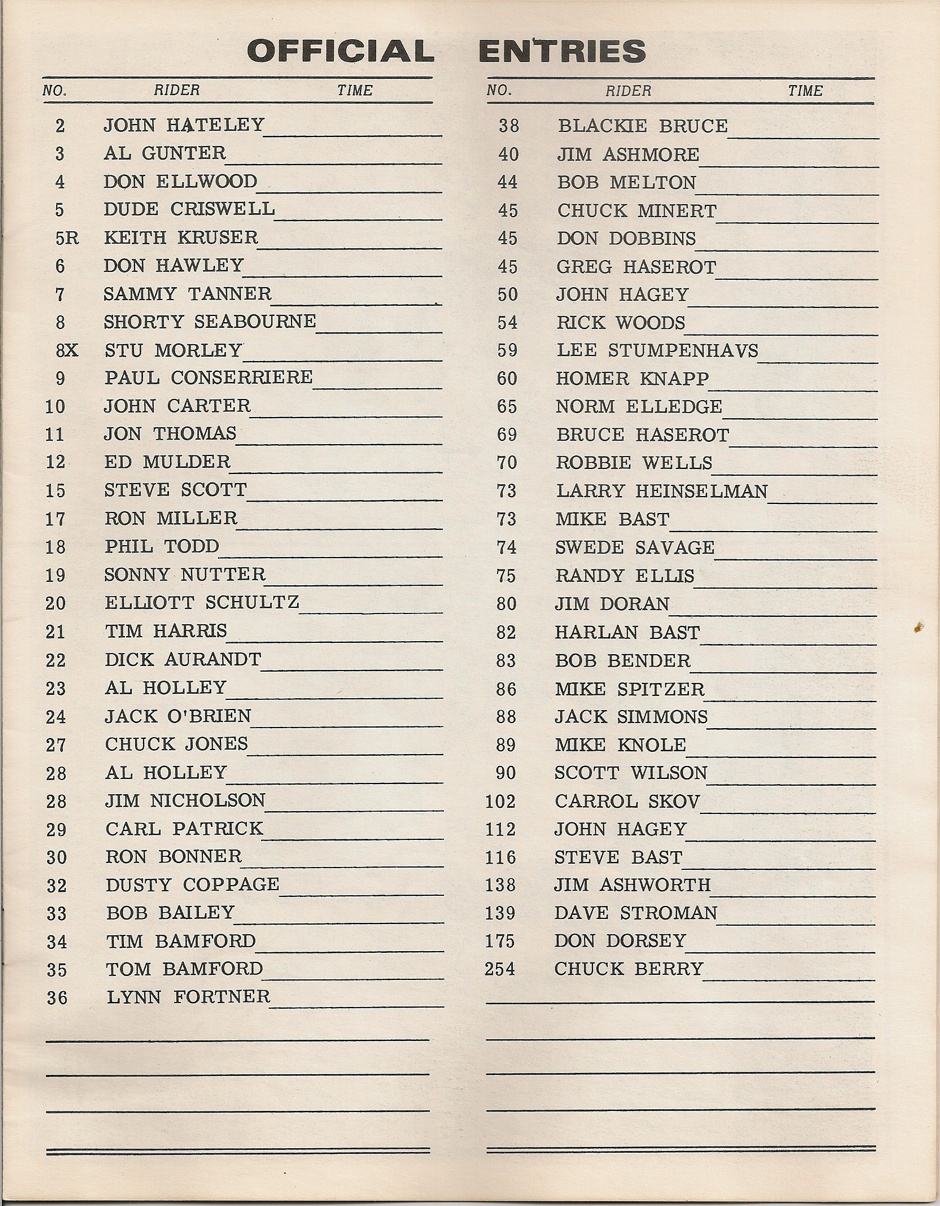 OFFICIAL ENTRIES
NO. RIDER TIME
2 JOHN HATELEY
3 AL GUNTER
4 DON ELLWOOD
5 DUDE CRISWELL
5R KEITH KRUSER
6 DON HAWLEY
7 SAMMY TANNER
8 SHORTY SEABOURNE
8X STU MORLEY
9 PAUL CONSERRIERE
10 JOHN CARTER
11 JON THOMAS
12 ED MULDER
15 STEVE SCOTT
17 RON MILLER
18 PHIL TODD
19 SONNY NUTTER
20 ELLIOTT SCHULTZ
21 TIM HARRIS
22 DICK AURANDT
23 AL HOLLEY
24 JACK O'BRIEN
27 CHUCK JONES
28 AL HOLLEY
28 JIM NICHOLSON
29 CARL PATRICK
30 RON BONNER
32 DUSTY COPPAGE
33 BOB BAILEY
34 TIM BAMFORD
35 TOM BAMFORD
36 LYNN FORTNER
NO. RIDER TIME
38 BLACKIE BRUCE
40 JIM ASHMORE
44 BOB MELTON
45 CHUCK MINERT
45 DON DOBBINS
45 GREG HASEROT
50 JOHN HAGEY
54 RICK WOODS
59 LEE STUMPENHAVS
60 HOMER KNAPP
65 NORM ELLEDGE
69 BRUCE HASEROT
70 ROBBIE WELLS
73 LARRY HEINSELMAN
73 MIKE BAST
74 SWEDE SAVAGE
75 RANDY ELLIS
80 JIM DORAN
82 HARLAN BAST
83 BOB BENDER
86 MIKE SPITZER
88 JACK SIMMONS
89 MIKE KNOLE
90 SCOTT WILSON
102 CARROL SKOV
112 JOHN HAGEY
116 STEVE BAST
138 JIM ASHWORTH
139 DAVE STROMAN
175 DON DORSEY
254 CHUCK BERRY